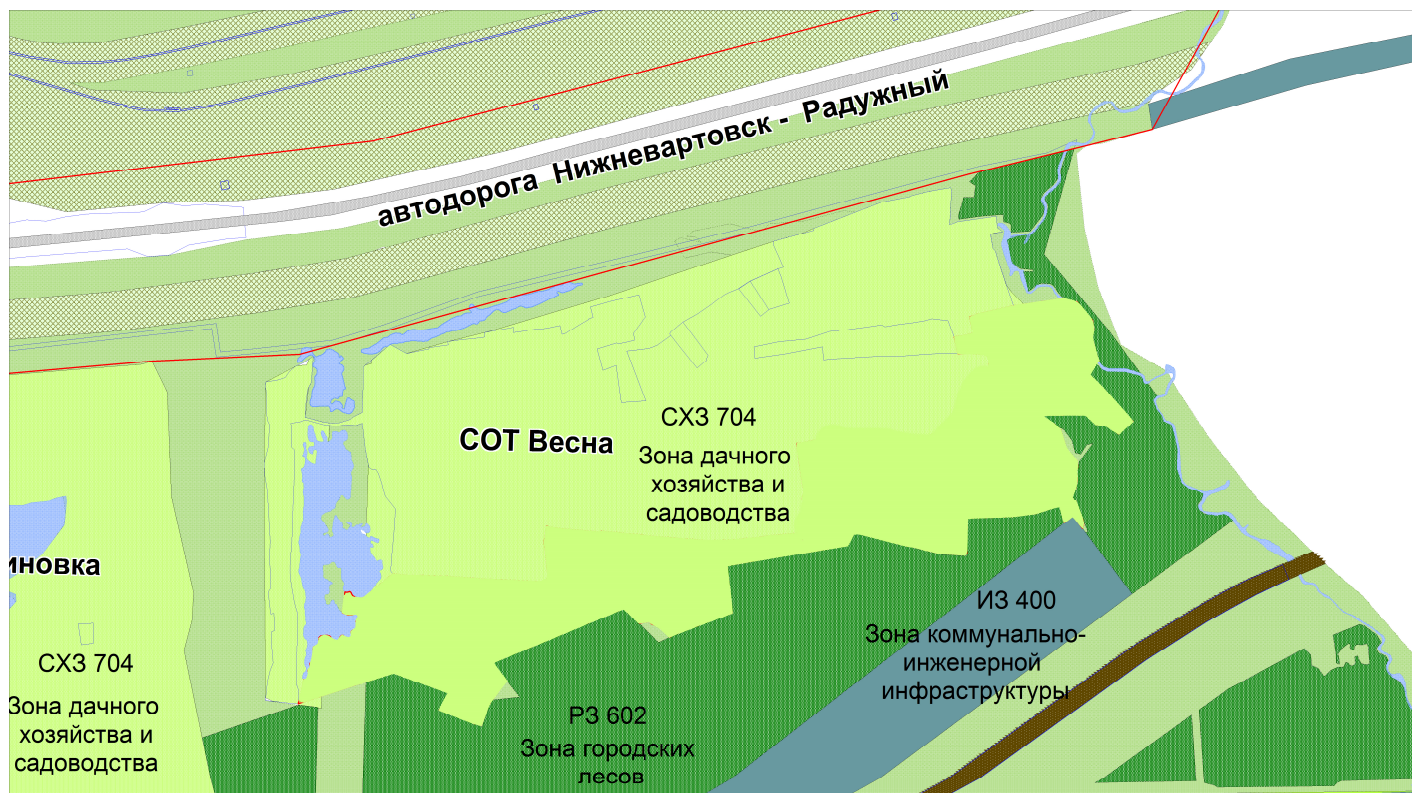 автодорога Нижневартовск - Радужный
СХЗ 704
СОТ Весна
Зона дачного
хозяйства и
садоводства
иновка
ИЗ 400
Зона коммунально-
инженерной
инфраструктуры
СХЗ 704
Зона дачного
хозяйства и
садоводства
РЗ 602
Зона городских
лесов